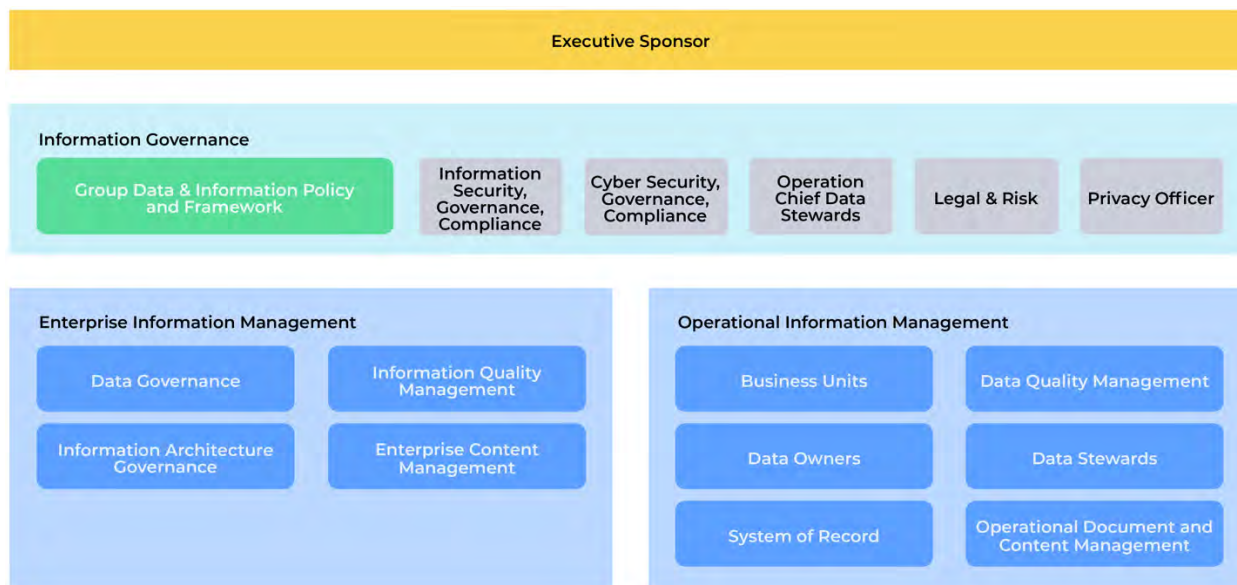 Executive Sponsor
Information Governance
Group Data & Information Policy
and Framework
Information
Security,
Governance,
Compliance
Cyber Security,
Governance,
Compliance
Operation
Chief Data
Stewards
Legal & Risk
Privacy Officer
Enterprise Information Management
Data Governance
Information Quality
Management
Information Architecture
Governance
Enterprise Content
Management
Operational Information Management
Business Units
Data Quality Management
Data Owners
Data Stewards
System of Record
Operational Document and
Content Management